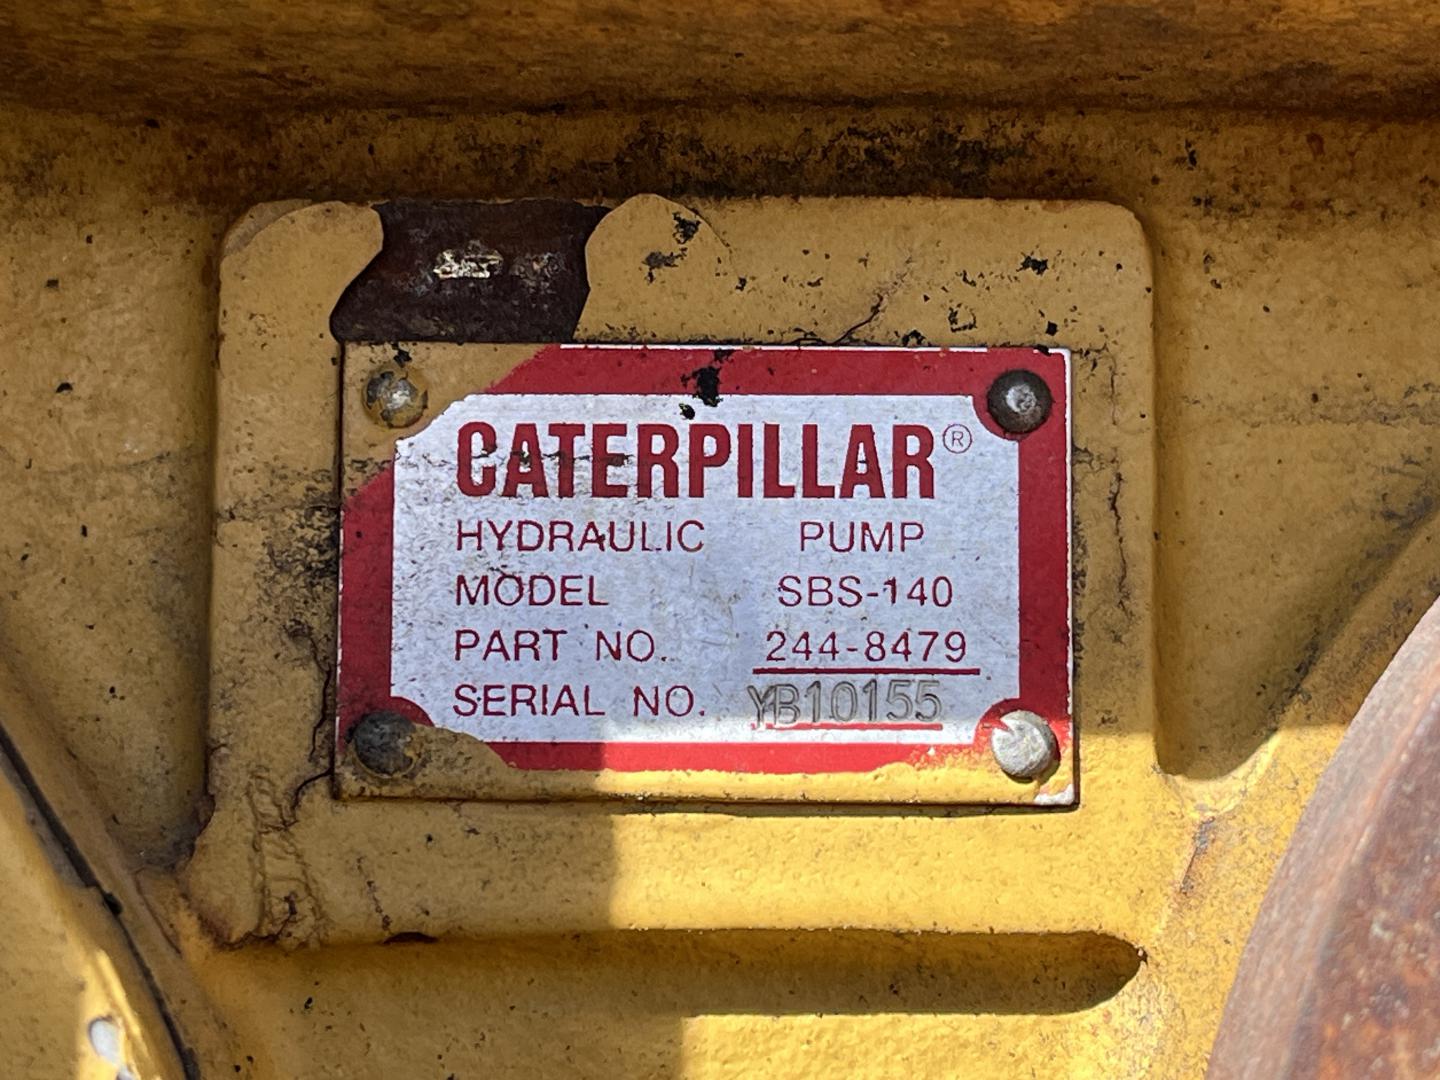 CATERPILLAR®
HYDRAULIC PUMP
MODEL SBS-140
PART NO. 244-8479
SERIAL NO. YB10155